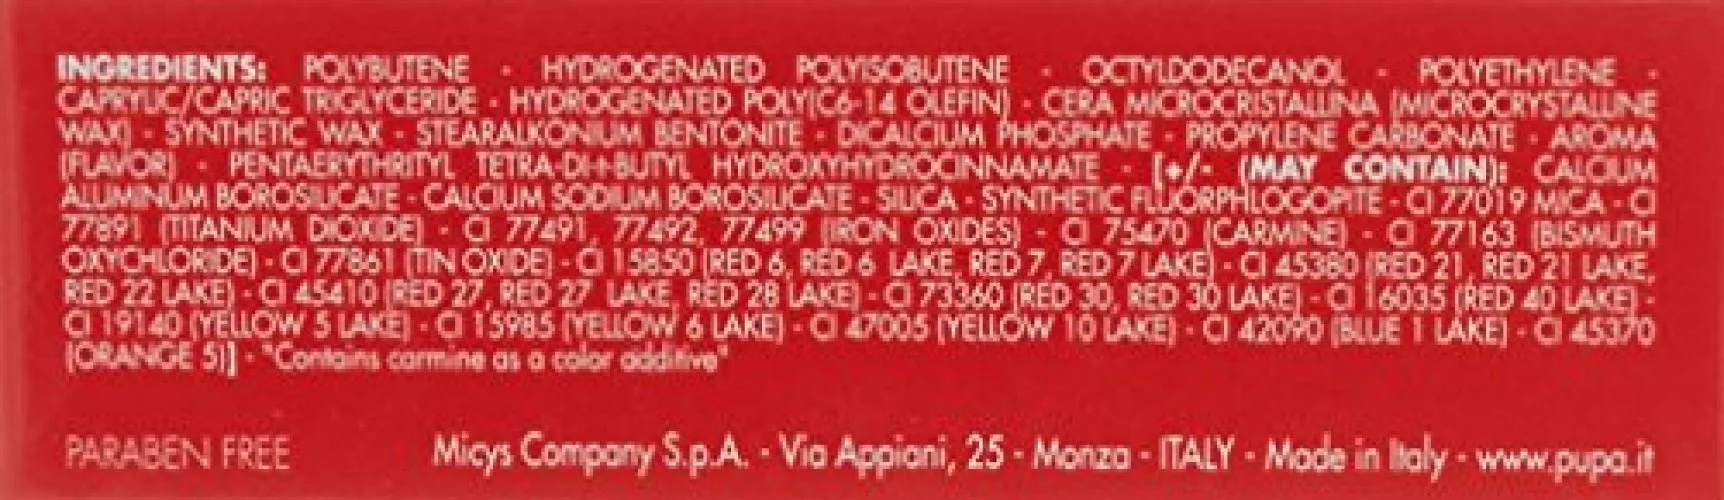 INGREDIENTS: POLYBUTENE - HYDROGENATED POLYISOBUTENE - OCTYLDODECANOL - POLYETHYLENE -
CAPRYLIC/CAPRIC TRIGLYCERIDE - HYDROGENATED POLY(C6-14 OLEFIN) - CERA MICROCRISTALLINA (MICROCRYSTALLINE
WAX) - SYNTHETIC WAX - STEARALKONIUM BENTONITE - DICALCIUM PHOSPHATE - PROPYLENE CARBONATE - AROMA
(FLAVOR) - PENTAERYTHRITYL TETRA-DI-t-BUTYL HYDROXYHYDROCINNAMATE - [+/- (MAY CONTAIN): CALCIUM
ALUMINUM BOROSILICATE - CALCIUM SODIUM BOROSILICATE - SILICA - SYNTHETIC FLUORPHLOGOPITE - CI 77019 MICA - CI
77891 (TITANIUM DIOXIDE) - CI 77491, 77492, 77499 (IRON OXIDES) - CI 75470 (CARMINE) - CI 77163 (BISMUTH
OXYCHLORIDE) - CI 77861 (TIN OXIDE) - CI 15850 (RED 6, RED 6 LAKE, RED 7, RED 7 LAKE) - CI 45380 (RED 21, RED 21 LAKE,
RED 22 LAKE) - CI 45410 (RED 27, RED 27 LAKE, RED 28 LAKE) - CI 73360 (RED 30, RED 30 LAKE) - CI 16035 (RED 40 LAKE) -
CI 19140 (YELLOW 5 LAKE) - CI 15985 (YELLOW 6 LAKE) - CI 47005 (YELLOW 10 LAKE) - CI 42090 (BLUE 1 LAKE) - CI 45370
(ORANGE 5)] - "Contains carmine as a color additive"
PARABEN FREE Micys Company S.p.A. - Via Appiani, 25 - Monza - ITALY - Made in Italy - www.pupa.it